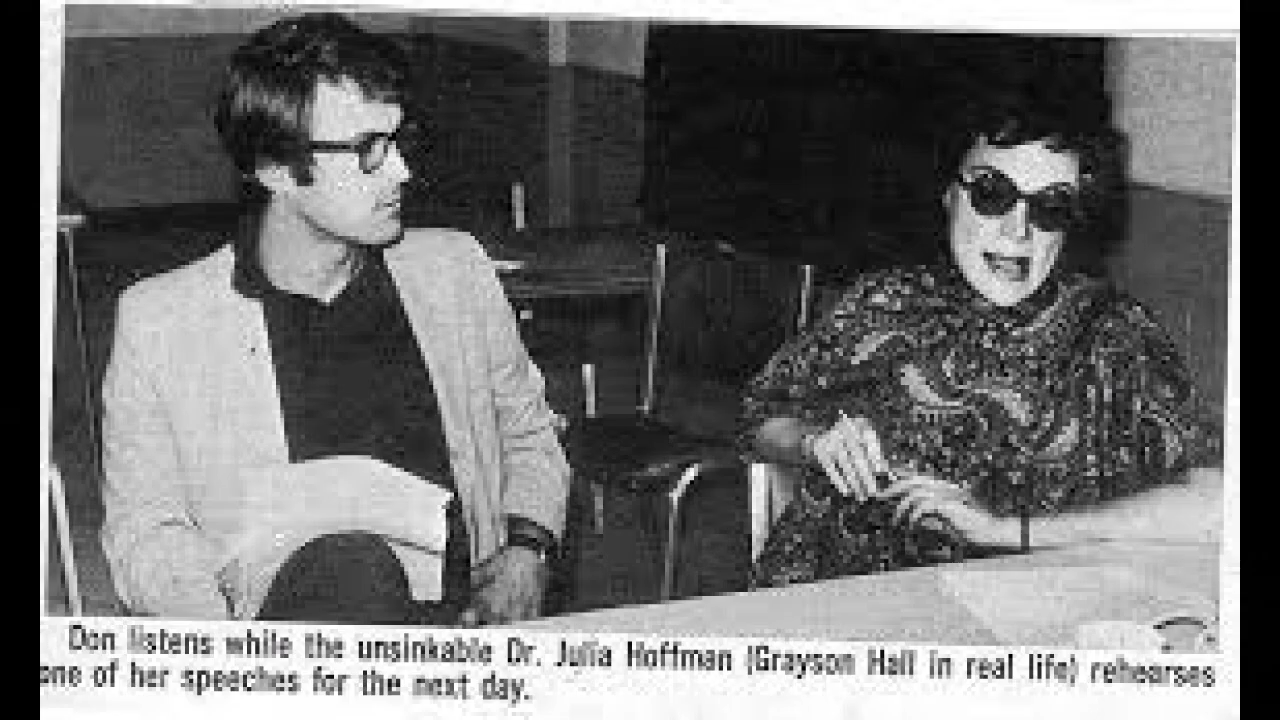 Don listens while the unsinkable Dr. Julia Hoffman (Grayson Hall in real life) rehearses
one of her speeches for the next day.